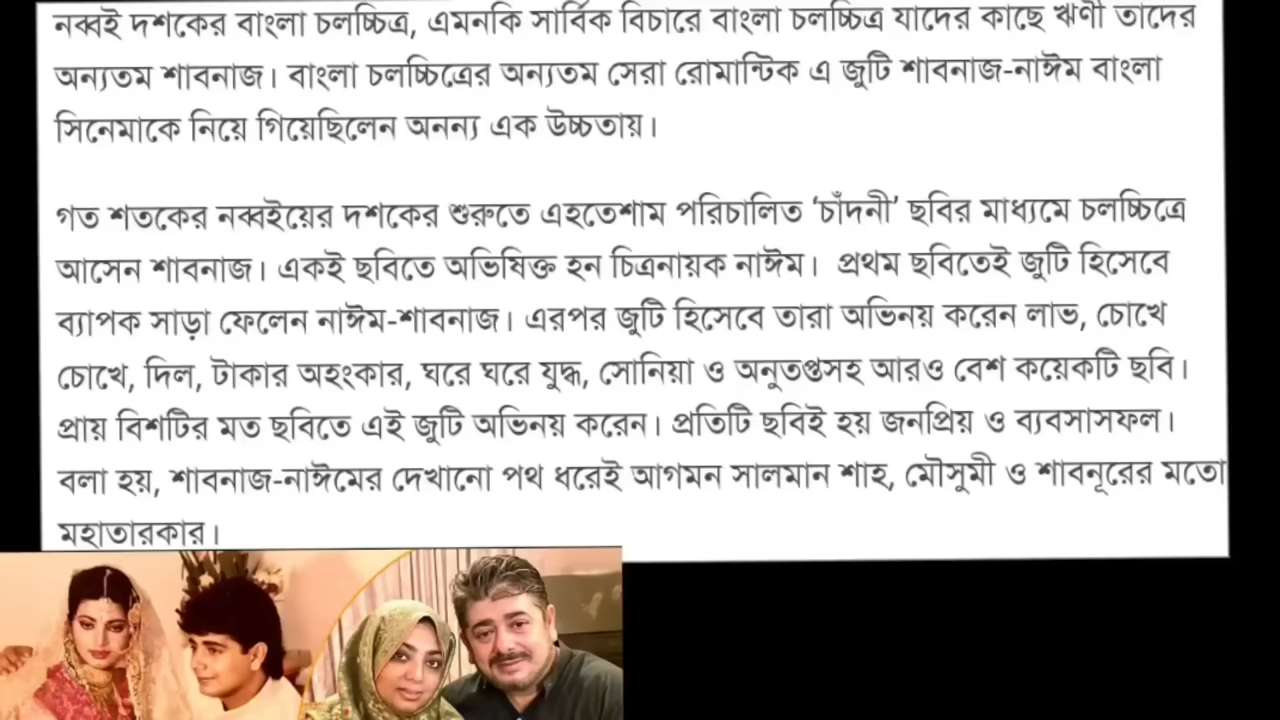 নব্বই দশকের বাংলা চলচ্চিত্র, এমনকি সার্বিক বিচারে বাংলা চলচ্চিত্র যাদের কাছে ঋণী তাদের
অন্যতম শাবনাজ। বাংলা চলচ্চিত্রের অন্যতম সেরা রোমান্টিক এ জুটি শাবনাজ-নাঈম বাংলা
সিনেমাকে নিয়ে গিয়েছিলেন অনন্য এক উচ্চতায়।
গত শতকের নব্বইয়ের দশকের শুরুতে এহতেশাম পরিচালিত ‘চাঁদনী’ ছবির মাধ্যমে চলচ্চিত্রে
আসেন শাবনাজ। একই ছবিতে অভিষিক্ত হন চিত্রনায়ক নাঈম। প্রথম ছবিতেই জুটি হিসেবে
ব্যাপক সাড়া ফেলেন নাঈম-শাবনাজ। এরপর জুটি হিসেবে তারা অভিনয় করেন লাভ, চোখে
চোখে, দিল, টাকার অহংকার, ঘরে ঘরে যুদ্ধ, সোনিয়া ও অনুতপ্তসহ আরও বেশ কয়েকটি ছবি।
প্রায় বিশটির মত ছবিতে এই জুটি অভিনয় করেন। প্রতিটি ছবিই হয় জনপ্রিয় ও ব্যবসাসফল।
বলা হয়, শাবনাজ-নাঈমের দেখানো পথ ধরেই আগমন সালমান শাহ, মৌসুমী ও শাবনূরের মতো
মহাতারকার।